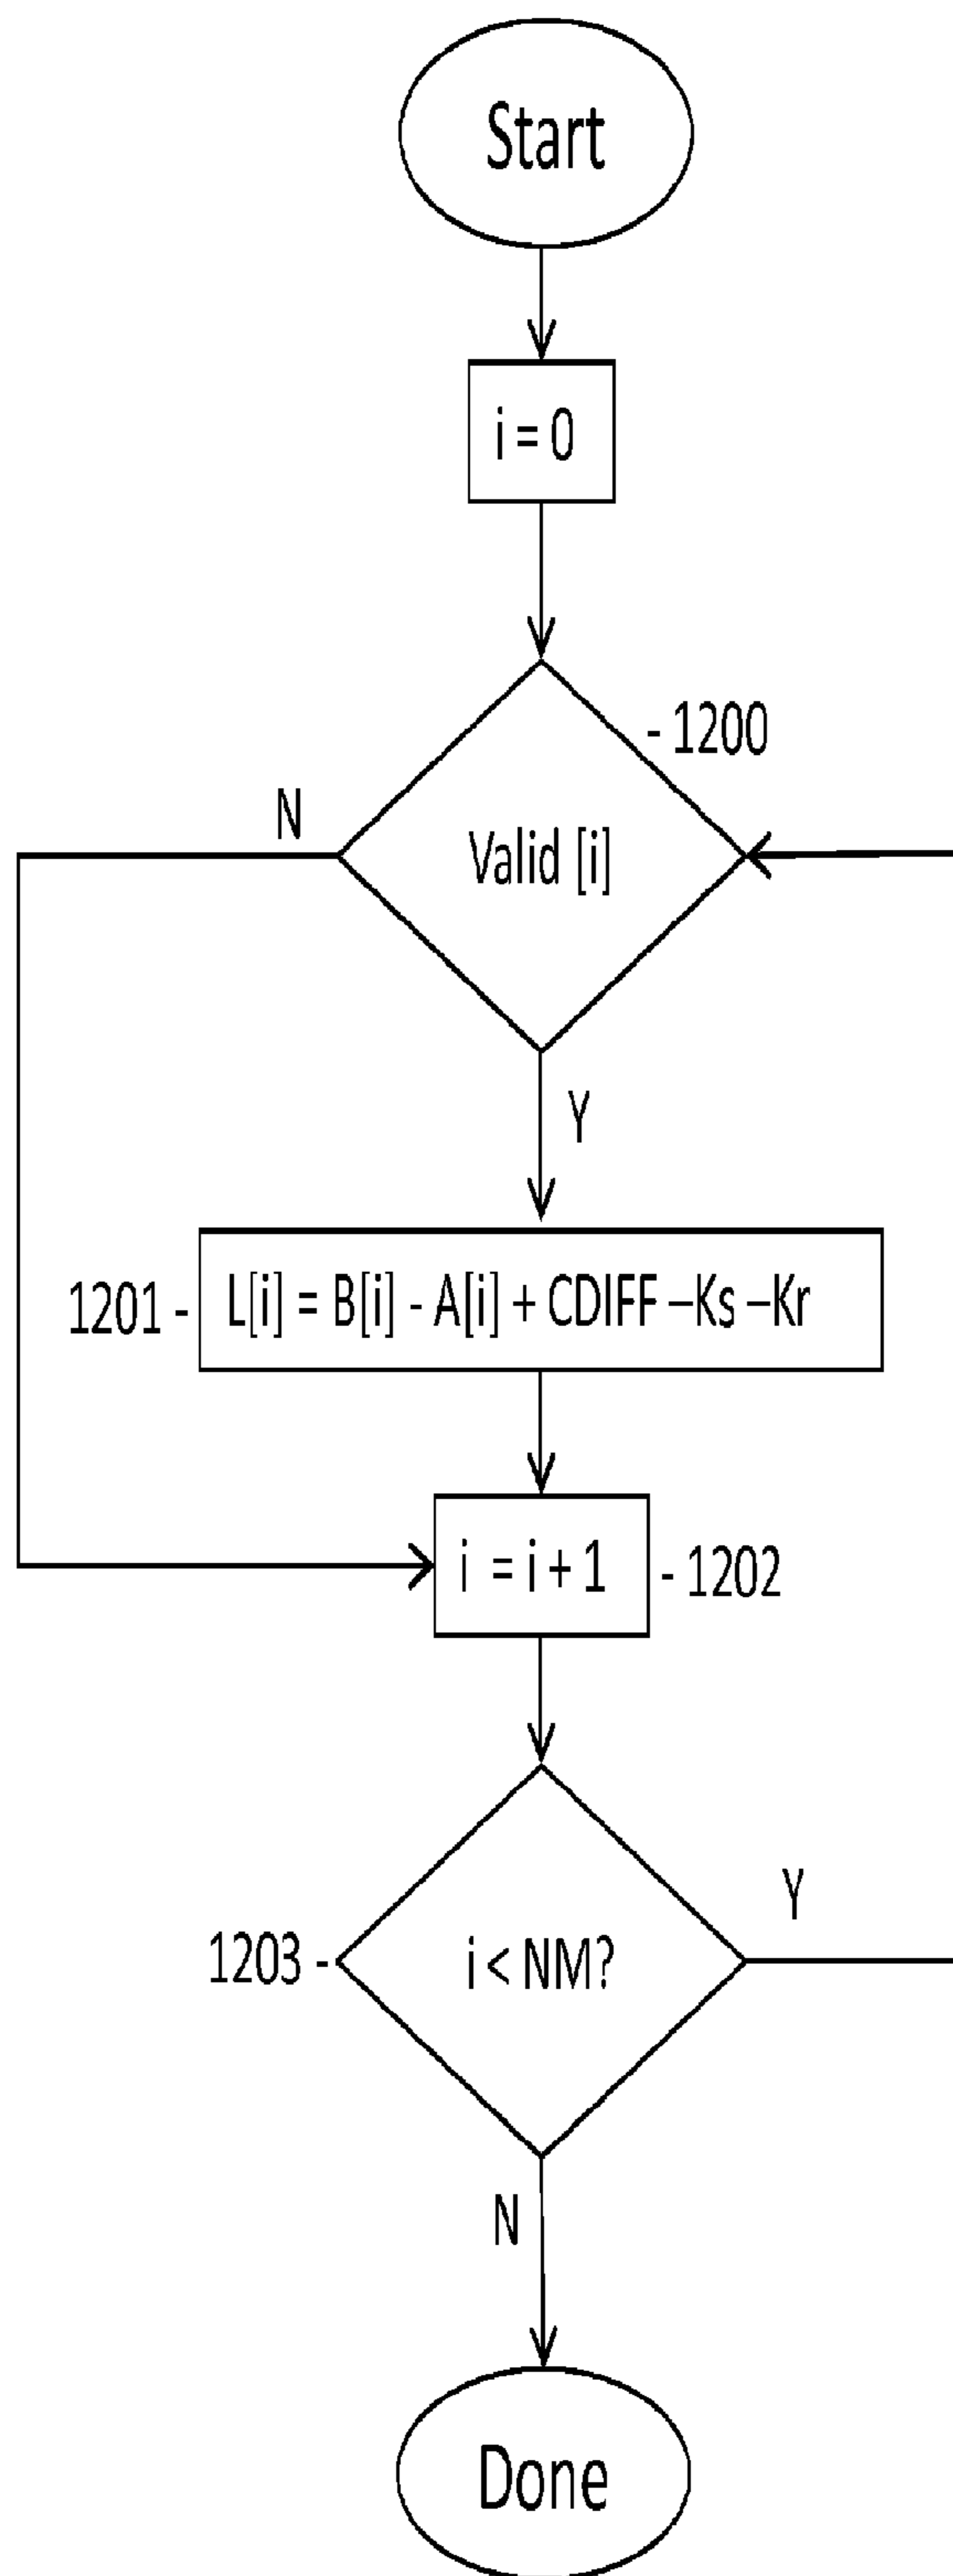 Start
i = 0
- 1200
N
Valid [i]
Y
1201 -
L[i] = B[i] - A[i] + CDIFF –Ks –Kr
i = i + 1
- 1202
Y
1203 -
i < NM?
N
Done